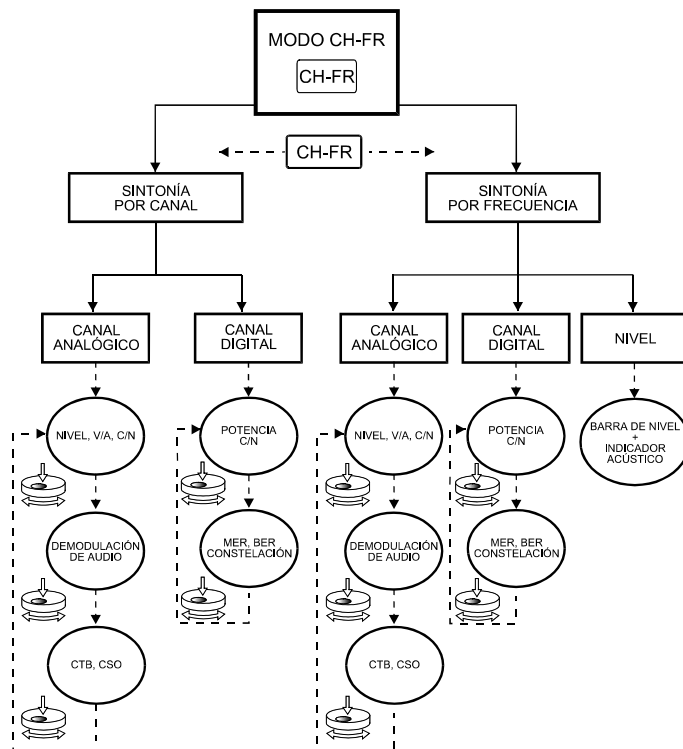 MODO CH-FR
CH-FR
CH-FR
SINTONÍA
POR CANAL
SINTONÍA
POR FRECUENCIA
CANAL
ANALÓGICO
CANAL
DIGITAL
CANAL
ANALÓGICO
CANAL
DIGITAL
NIVEL
NIVEL, V/A, C/N
POTENCIA
C/N
NIVEL, V/A, C/N
POTENCIA
C/N
BARRA DE NIVEL
+
INDICADOR
ACÚSTICO
DEMODULACIÓN
DE AUDIO
MER, BER
CONSTELACIÓN
DEMODULACIÓN
DE AUDIO
MER, BER
CONSTELACIÓN
CTB, CSO
CTB, CSO